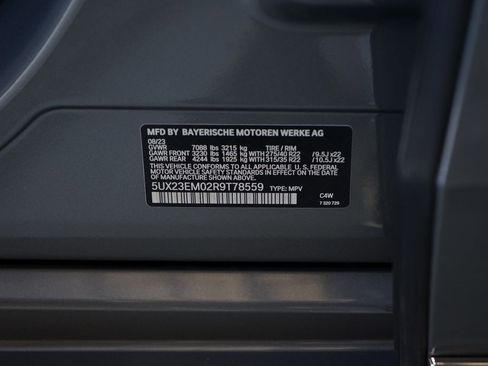 MFD BY BAYERISCHE MOTOREN WERKE AG
08/23
GVWR 7088 lbs 3215 kg TIRE / RIM
GAWR FRONT 3230 lbs 1465 kg WITH 275/40 R22 /9.5J x22
GAWR REAR 4244 lbs 1925 kg WITH 315/35 R22 /10.5J x22
THIS VEHICLE CONFORMS TO ALL APPLICABLE U.S. FEDERAL
MOTOR VEHICLE SAFETY STANDARDS IN EFFECT ON THE
DATE OF MANUFACTURE SHOWN ABOVE.
5UX23EM02R9T78559 TYPE: MPV
C4W
7 320 729